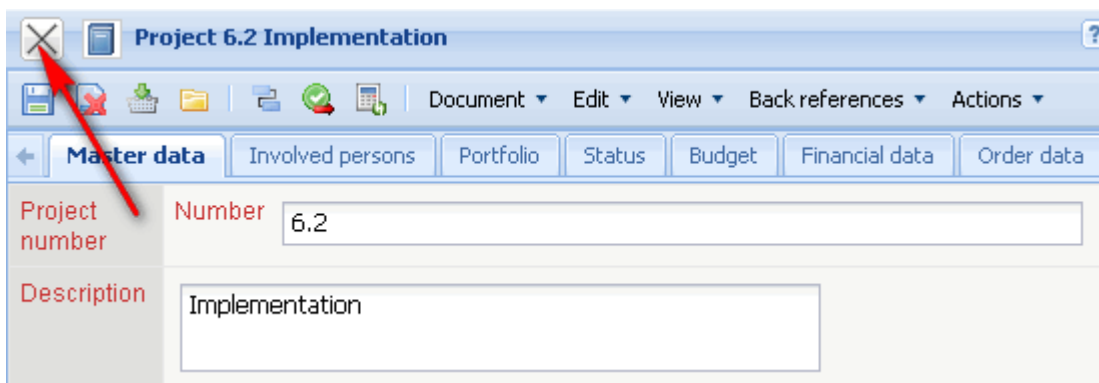 Project 6.2 Implementation
?
Document Edit View Back references Actions
Master data Involved persons Portfolio Status Budget Financial data Order data
Project
number
Number
6.2
Description
Implementation